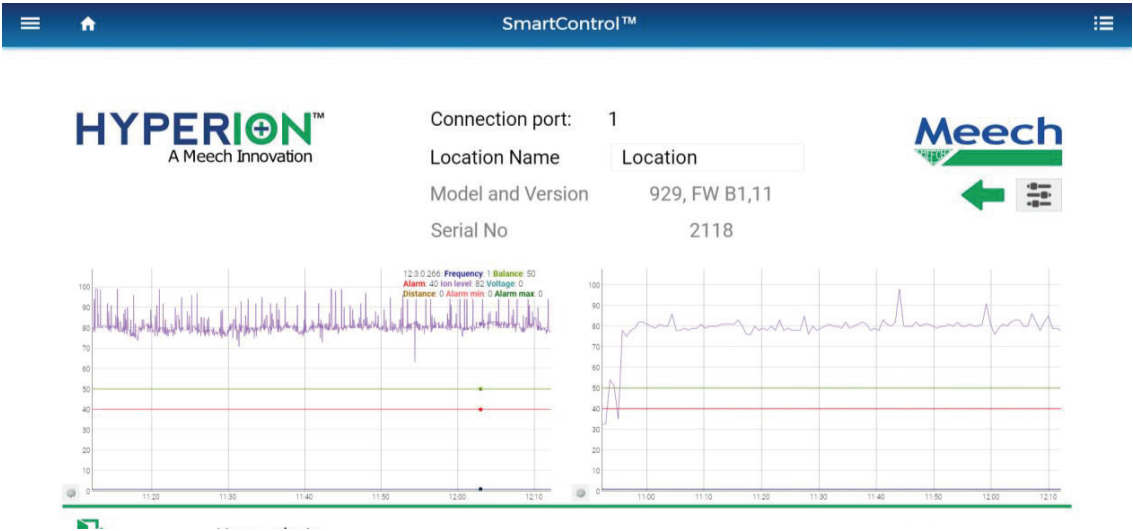 SmartControl™
HYPERION™
A Meech Innovation
Connection port: 1
Location Name Location
Model and Version 929, FW B1,11
Serial No 2118
Meech
MEECH
12:3:0.266: Frequency: 1 Balance: 50
Alarm: 40 Ion level: 82 Voltage: 0
Distance: 0 Alarm min: 0 Alarm max: 0
100
90
80
70
60
50
40
30
20
10
0
11:20 11:30 11:40 11:50 12:00 12:10
100
90
80
70
60
50
40
30
20
10
0
11:00 11:10 11:20 11:30 11:40 11:50 12:00 12:10